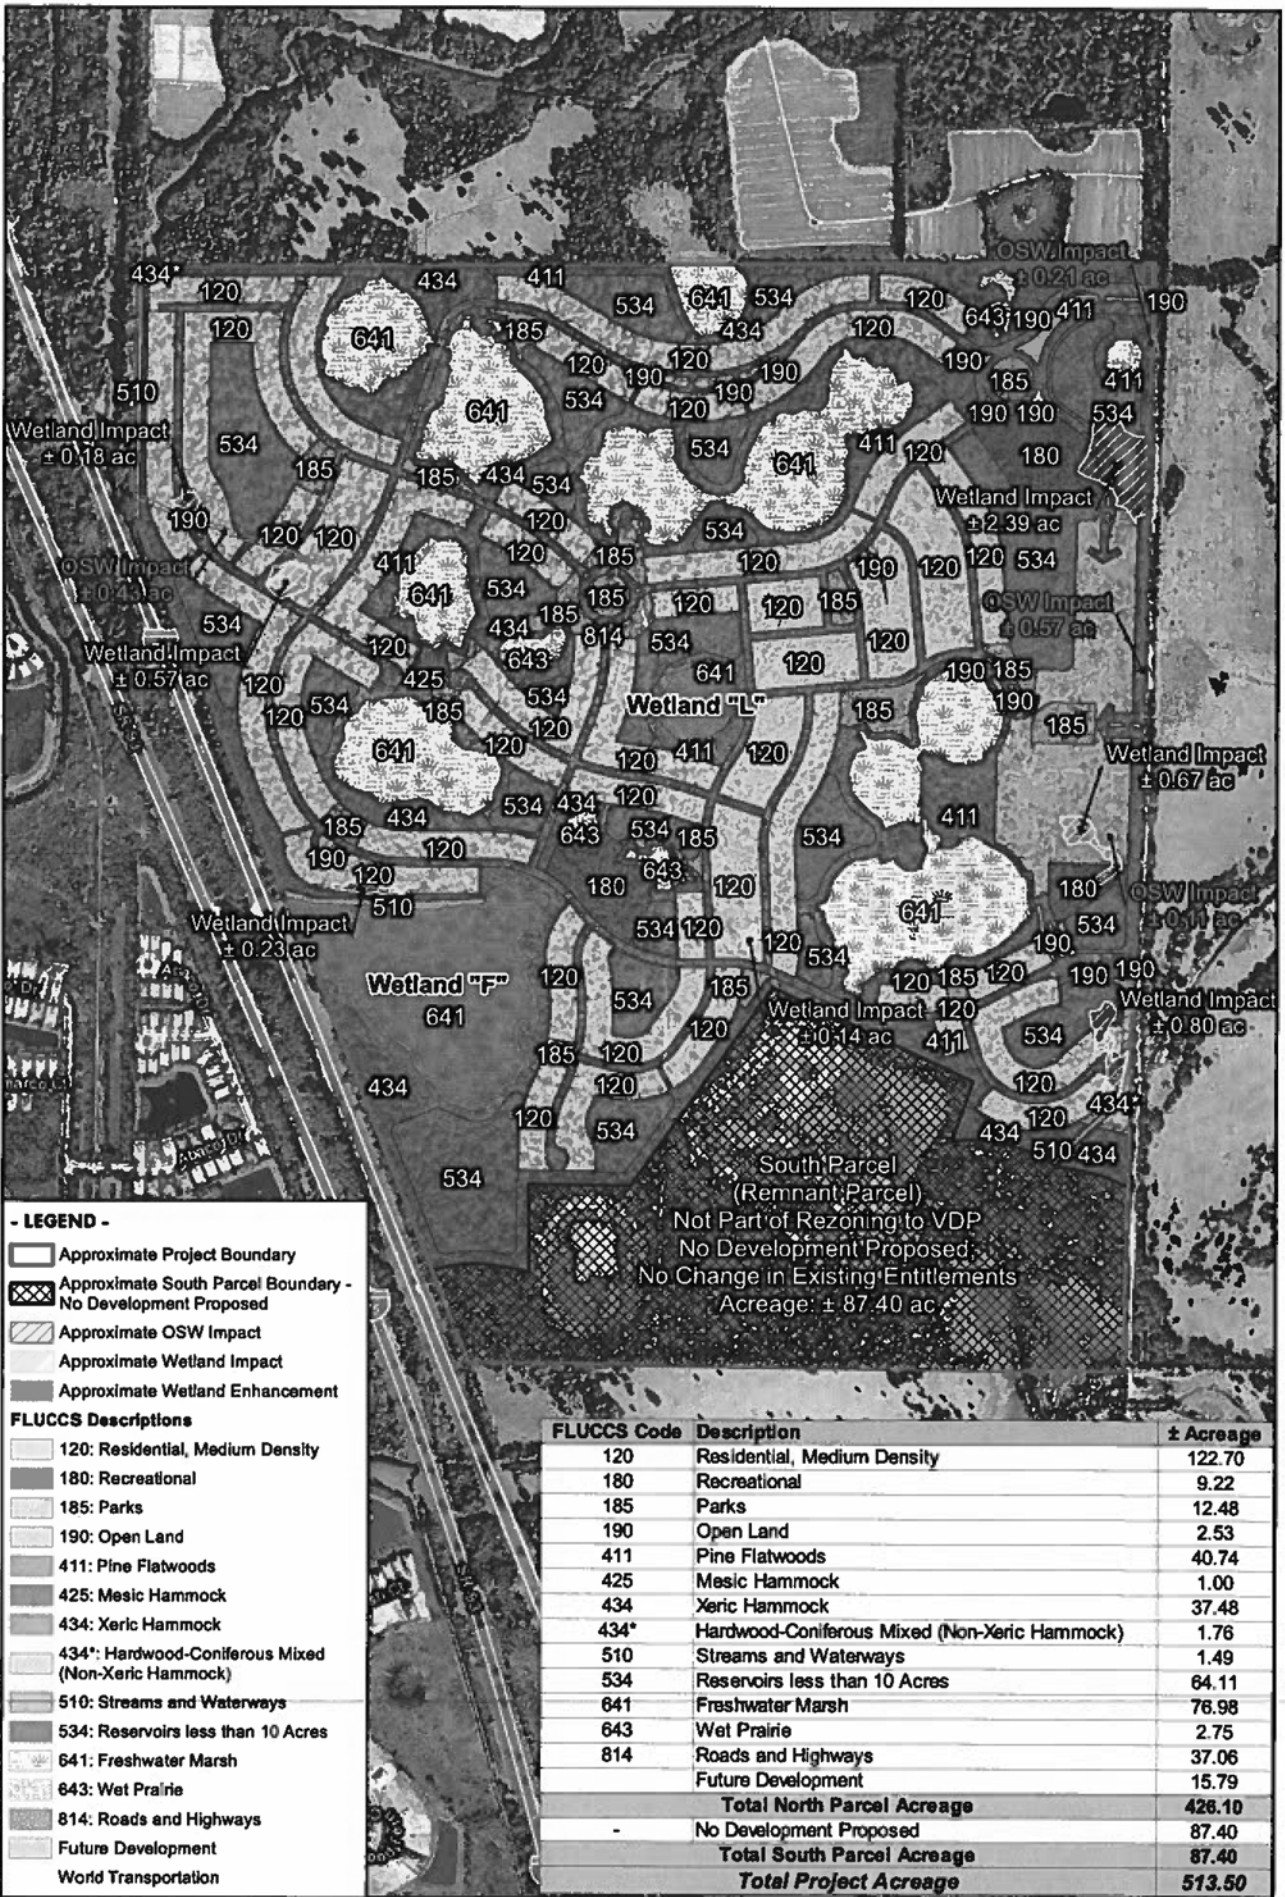 434*
120
434
411
534
641
534
120
OSW Impact
± 0.21 ac
643
190
411
190
120
641
185
434
120
120
120
190
190
190
185
411
510
534
120
190
190
190
534
Wetland Impact
± 0.18 ac
534
641
185
185
434
534
534
641
411
120
180
Wetland Impact
± 2.39 ac
190
120
120
120
534
185
120
OSW Impact
± 0.43 ac
411
641
120
534
185
185
120
190
120
120
534
OSW Impact
± 0.57 ac
534
434
814
120
120
185
643
534
120
120
Wetland Impact
± 0.57 ac
120
425
641
190
185
120
534
185
534
Wetland "L"
185
190
185
120
641
120
120
411
120
Wetland Impact
± 0.67 ac
120
434
534
434
120
643
534
185
534
411
185
120
643
190
120
180
120
641
180
OSW Impact
± 0.11 ac
510
Wetland Impact
± 0.23 ac
534
120
120
534
190
534
Wetland "F"
641
120
534
185
120
120
185
120
190
190
Wetland Impact
± 0.14 ac
120
411
534
Wetland Impact
± 0.80 ac
434
185
120
120
120
120
434*
120
534
434
510
434
534
South Parcel
(Remnant Parcel)
Not Part of Rezoning to VDP
No Development Proposed;
No Change in Existing Entitlements
Acreage: ± 87.40 ac
- LEGEND -
Approximate Project Boundary
Approximate South Parcel Boundary -
No Development Proposed
Approximate OSW Impact
Approximate Wetland Impact
Approximate Wetland Enhancement
FLUCCS Descriptions
120: Residential, Medium Density
180: Recreational
185: Parks
190: Open Land
411: Pine Flatwoods
425: Mesic Hammock
434: Xeric Hammock
434*: Hardwood-Coniferous Mixed
(Non-Xeric Hammock)
510: Streams and Waterways
534: Reservoirs less than 10 Acres
641: Freshwater Marsh
643: Wet Prairie
814: Roads and Highways
Future Development
World Transportation
FLUCCS Code Description ± Acreage
120 Residential, Medium Density 122.70
180 Recreational 9.22
185 Parks 12.48
190 Open Land 2.53
411 Pine Flatwoods 40.74
425 Mesic Hammock 1.00
434 Xeric Hammock 37.48
434* Hardwood-Coniferous Mixed (Non-Xeric Hammock) 1.76
510 Streams and Waterways 1.49
534 Reservoirs less than 10 Acres 64.11
641 Freshwater Marsh 76.98
643 Wet Prairie 2.75
814 Roads and Highways 37.06
Future Development 15.79
Total North Parcel Acreage 426.10
- No Development Proposed 87.40
Total South Parcel Acreage 87.40
Total Project Acreage 513.50